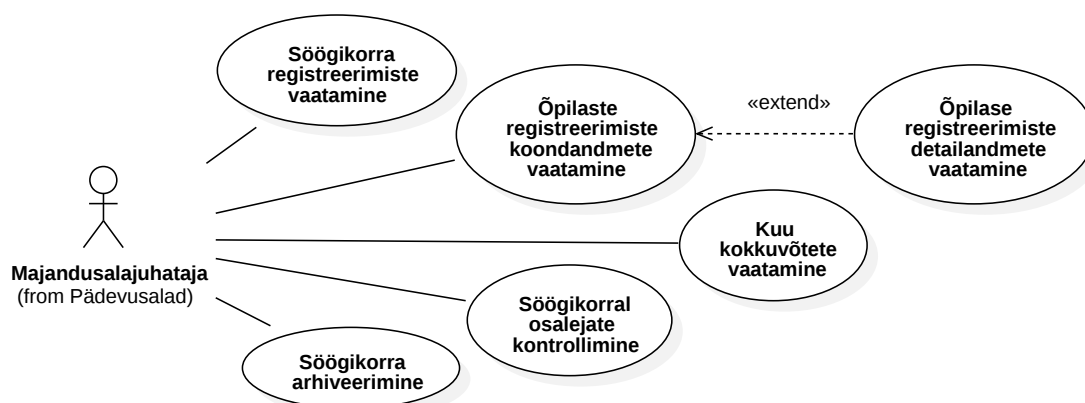 Söögikorra
registreerimiste
vaatamine
Õpilaste
registreerimiste
koondandmete
vaatamine
«extend»
Õpilase
registreerimiste
detailandmete
vaatamine
Majandusalajuhataja
(from Pädevusalad)
Kuu
kokkuvõtete
vaatamine
Söögikorral
osalejate
kontrollimine
Söögikorra
arhiveerimine